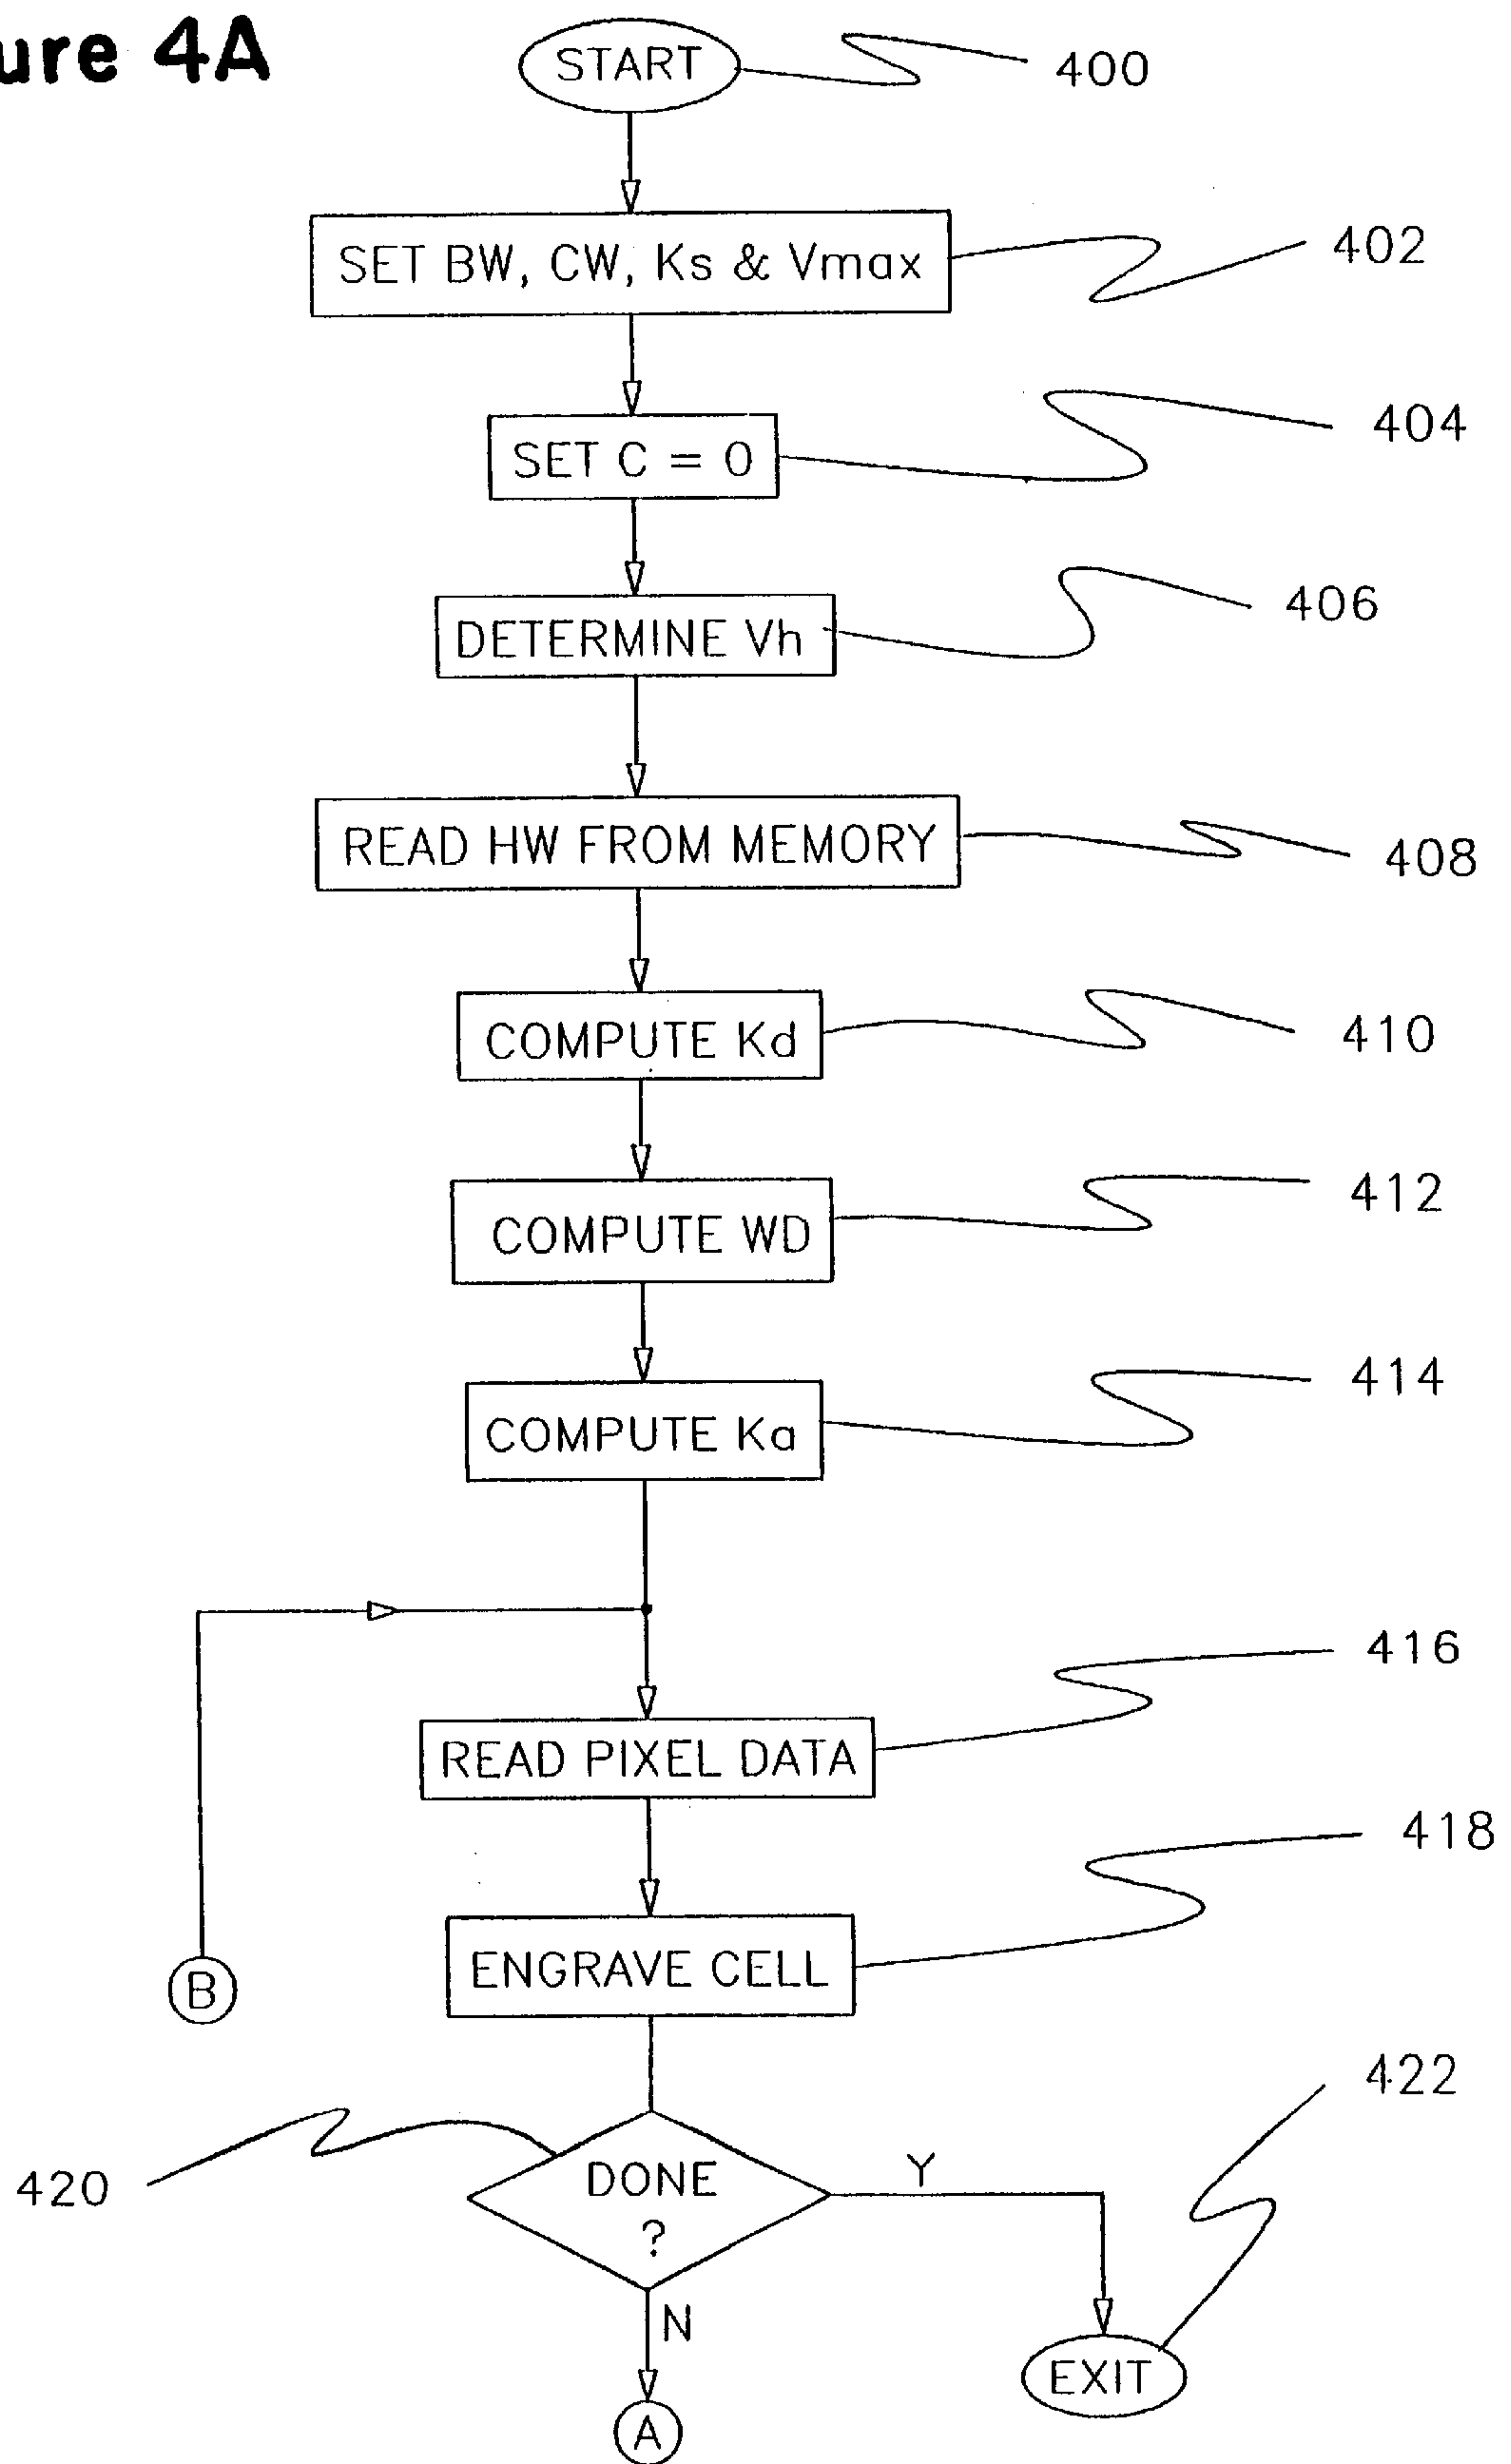 ure 4A
START
400
SET BW, CW, Ks & Vmax
402
SET C = 0
404
DETERMINE Vh
406
READ HW FROM MEMORY
408
COMPUTE Kd
410
COMPUTE WD
412
COMPUTE Ka
414
416
READ PIXEL DATA
418
ENGRAVE CELL
B
422
420
DONE
?
Y
N
EXIT
A